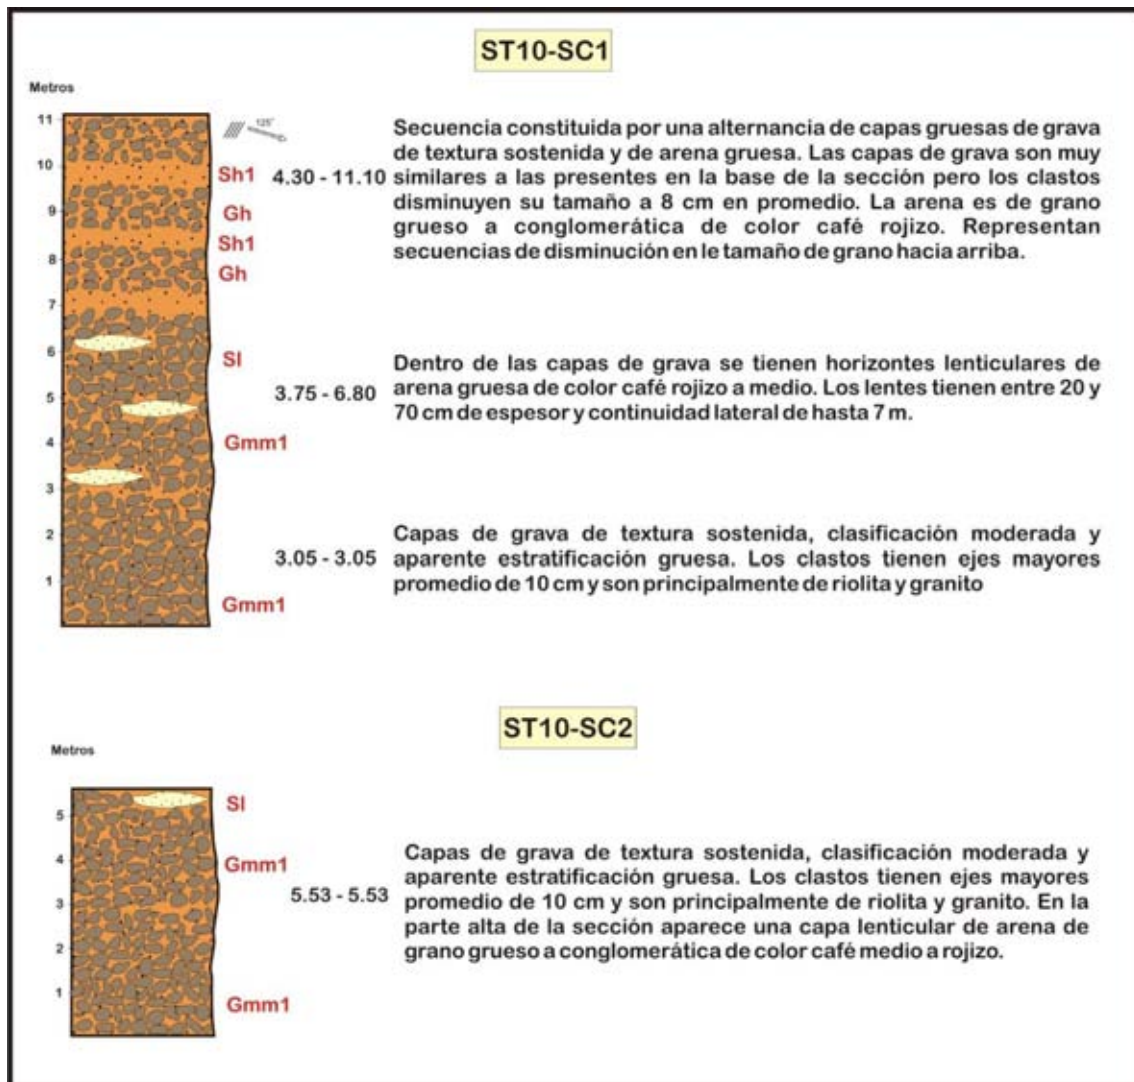 ST10-SC1
Metros
11
125°
10
9
8
7
6
5
4
3
2
1
Sh1
Gh
Sh1
Gh
Sl
Gmm1
Gmm1
4.30 - 11.10
Secuencia constituida por una alternancia de capas gruesas de grava
de textura sostenida y de arena gruesa. Las capas de grava son muy
similares a las presentes en la base de la sección pero los clastos
disminuyen su tamaño a 8 cm en promedio. La arena es de grano
grueso a conglomerática de color café rojizo. Representan
secuencias de disminución en le tamaño de grano hacia arriba.
3.75 - 6.80
Dentro de las capas de grava se tienen horizontes lenticulares de
arena gruesa de color café rojizo a medio. Los lentes tienen entre 20 y
70 cm de espesor y continuidad lateral de hasta 7 m.
3.05 - 3.05
Capas de grava de textura sostenida, clasificación moderada y
aparente estratificación gruesa. Los clastos tienen ejes mayores
promedio de 10 cm y son principalmente de riolita y granito
ST10-SC2
Metros
5
4
3
2
1
Sl
Gmm1
Gmm1
5.53 - 5.53
Capas de grava de textura sostenida, clasificación moderada y
aparente estratificación gruesa. Los clastos tienen ejes mayores
promedio de 10 cm y son principalmente de riolita y granito. En la
parte alta de la sección aparece una capa lenticular de arena de
grano grueso a conglomerática de color café medio a rojizo.